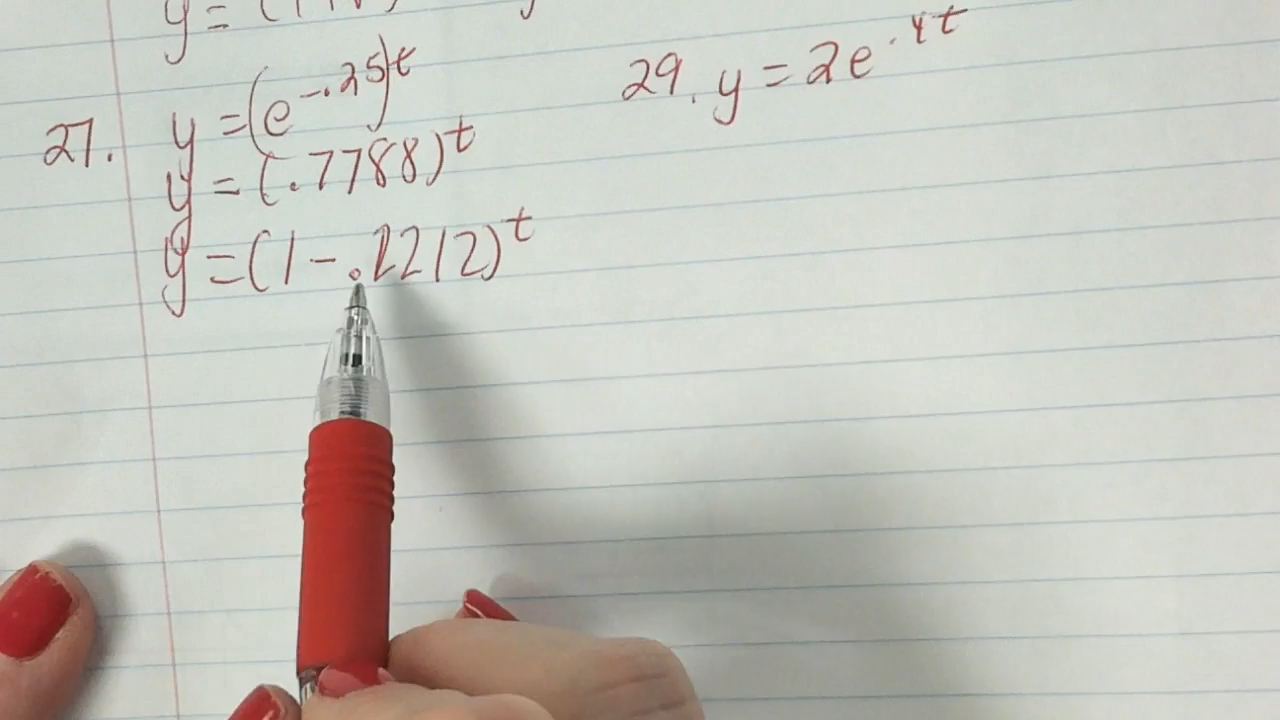 27. y = (e^-.25)^t
y = (.7788)^t
y = (1 - .2212)^t
29. y = 2e^.4t